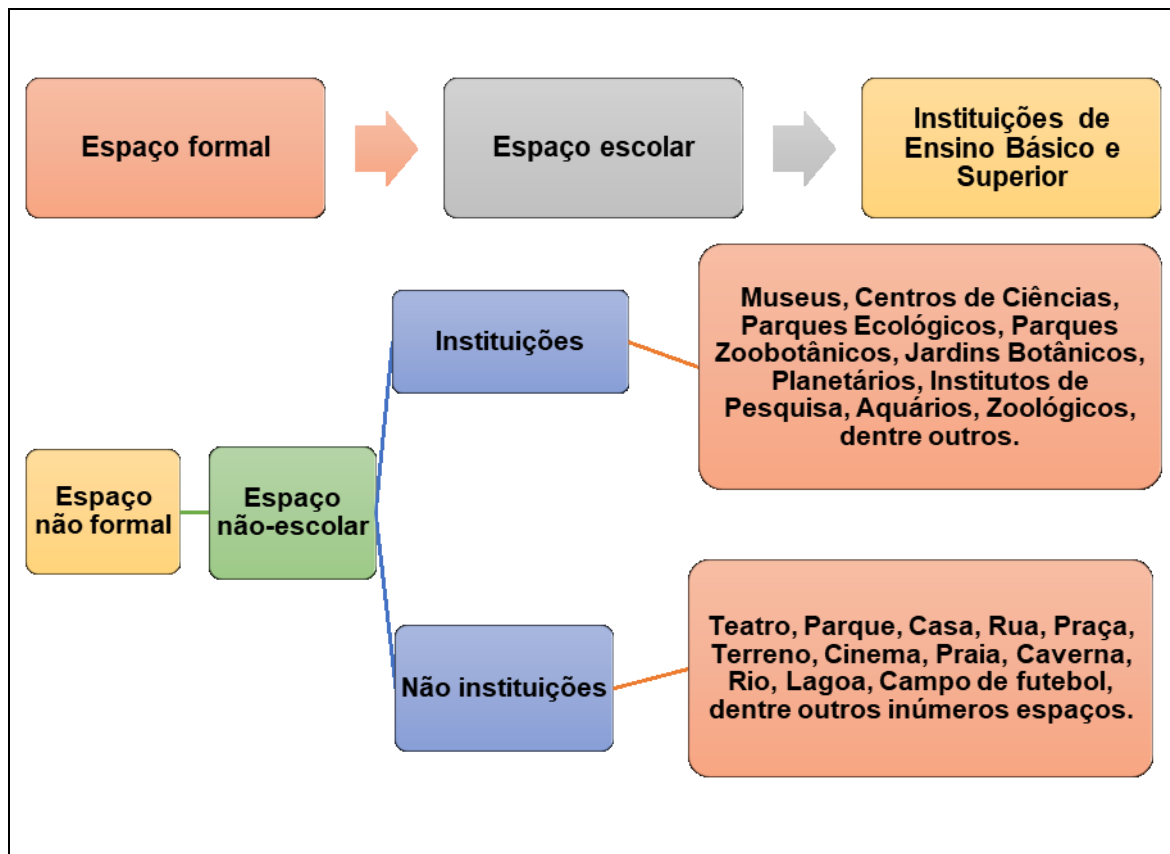 Espaço formal
Espaço escolar
Instituições de
Ensino Básico e
Superior
Instituições
Museus, Centros de Ciências,
Parques Ecológicos, Parques
Zoobotânicos, Jardins Botânicos,
Planetários, Institutos de
Pesquisa, Aquários, Zoológicos,
dentre outros.
Espaço
não formal
Espaço
não-escolar
Não instituições
Teatro, Parque, Casa, Rua, Praça,
Terreno, Cinema, Praia, Caverna,
Rio, Lagoa, Campo de futebol,
dentre outros inúmeros espaços.